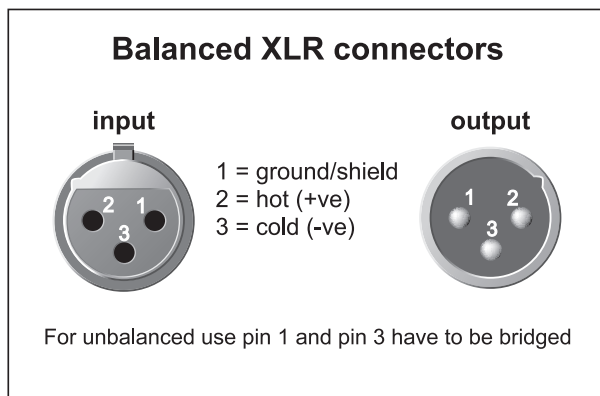 Balanced XLR connectors
input
output
1 = ground/shield
2 = hot (+ve)
3 = cold (-ve)
2 1
3
1 2
3
For unbalanced use pin 1 and pin 3 have to be bridged